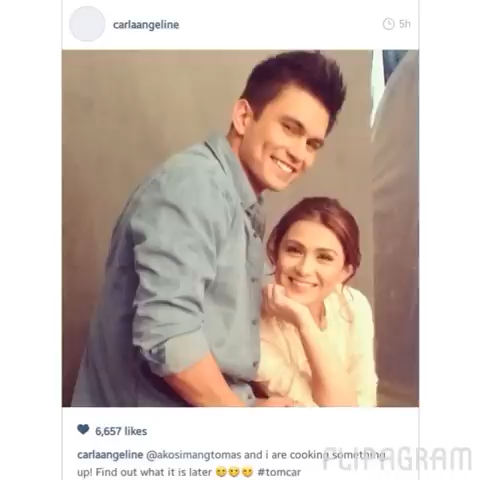 carlaangeline
5h
6,657 likes
carlaangeline @akosimangtomas and i are cooking something
up! Find out what it is later 😁😁😁 #tomcar
FLIPAGRAM